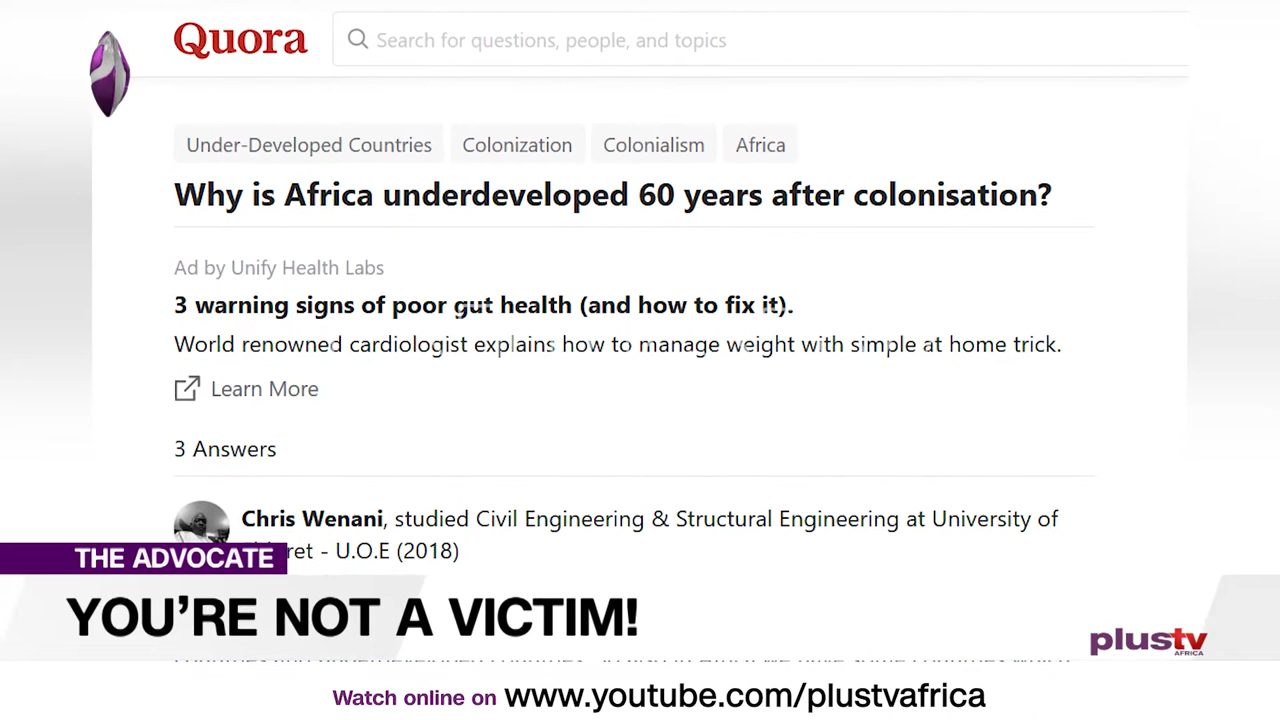 Quora
Search for questions, people, and topics
Under-Developed Countries Colonization Colonialism Africa
Why is Africa underdeveloped 60 years after colonisation?
Ad by Unify Health Labs
3 warning signs of poor gut health (and how to fix it).
World renowned cardiologist explains how to manage weight with simple at home trick.
Learn More
3 Answers
Chris Wenani, studied Civil Engineering & Structural Engineering at University of
ret - U.O.E (2018)
THE ADVOCATE
YOU'RE NOT A VICTIM!
plustv
AFRICA
Watch online on www.youtube.com/plustvafrica